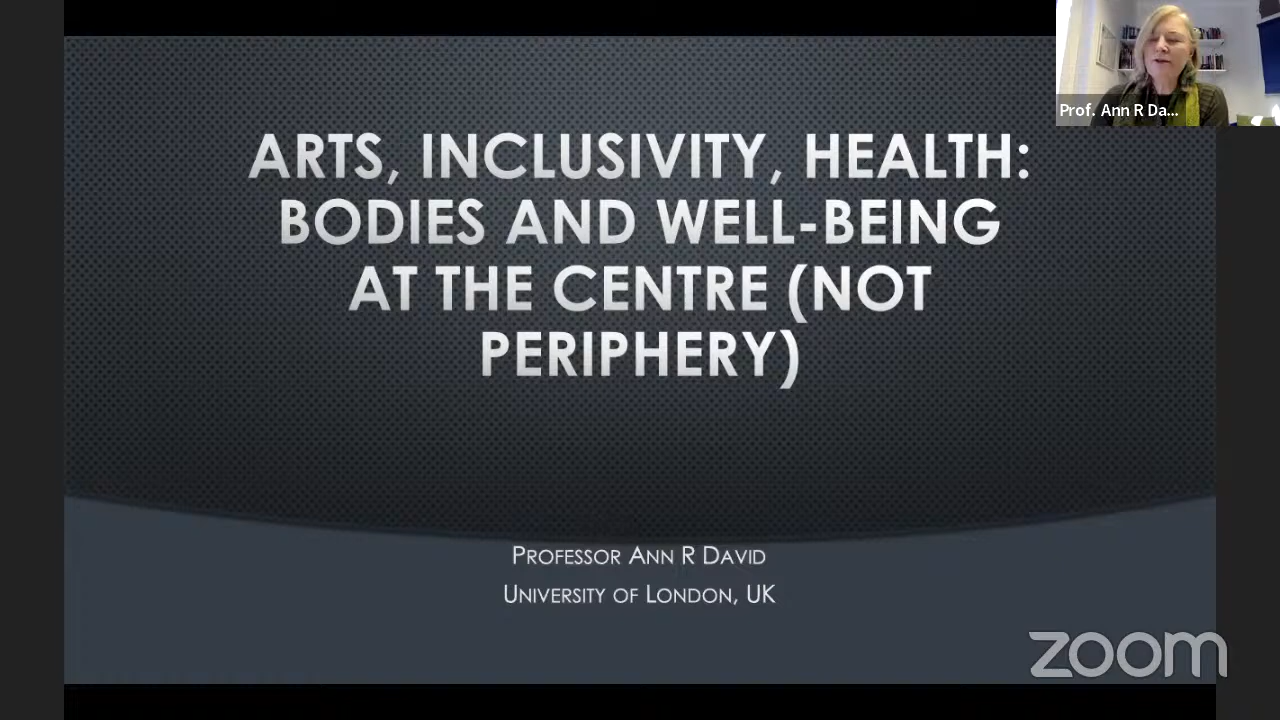 Prof. Ann R Da...
ARTS, INCLUSIVITY, HEALTH:
BODIES AND WELL-BEING
AT THE CENTRE (NOT
PERIPHERY)
PROFESSOR ANN R DAVID
UNIVERSITY OF LONDON, UK
zoom